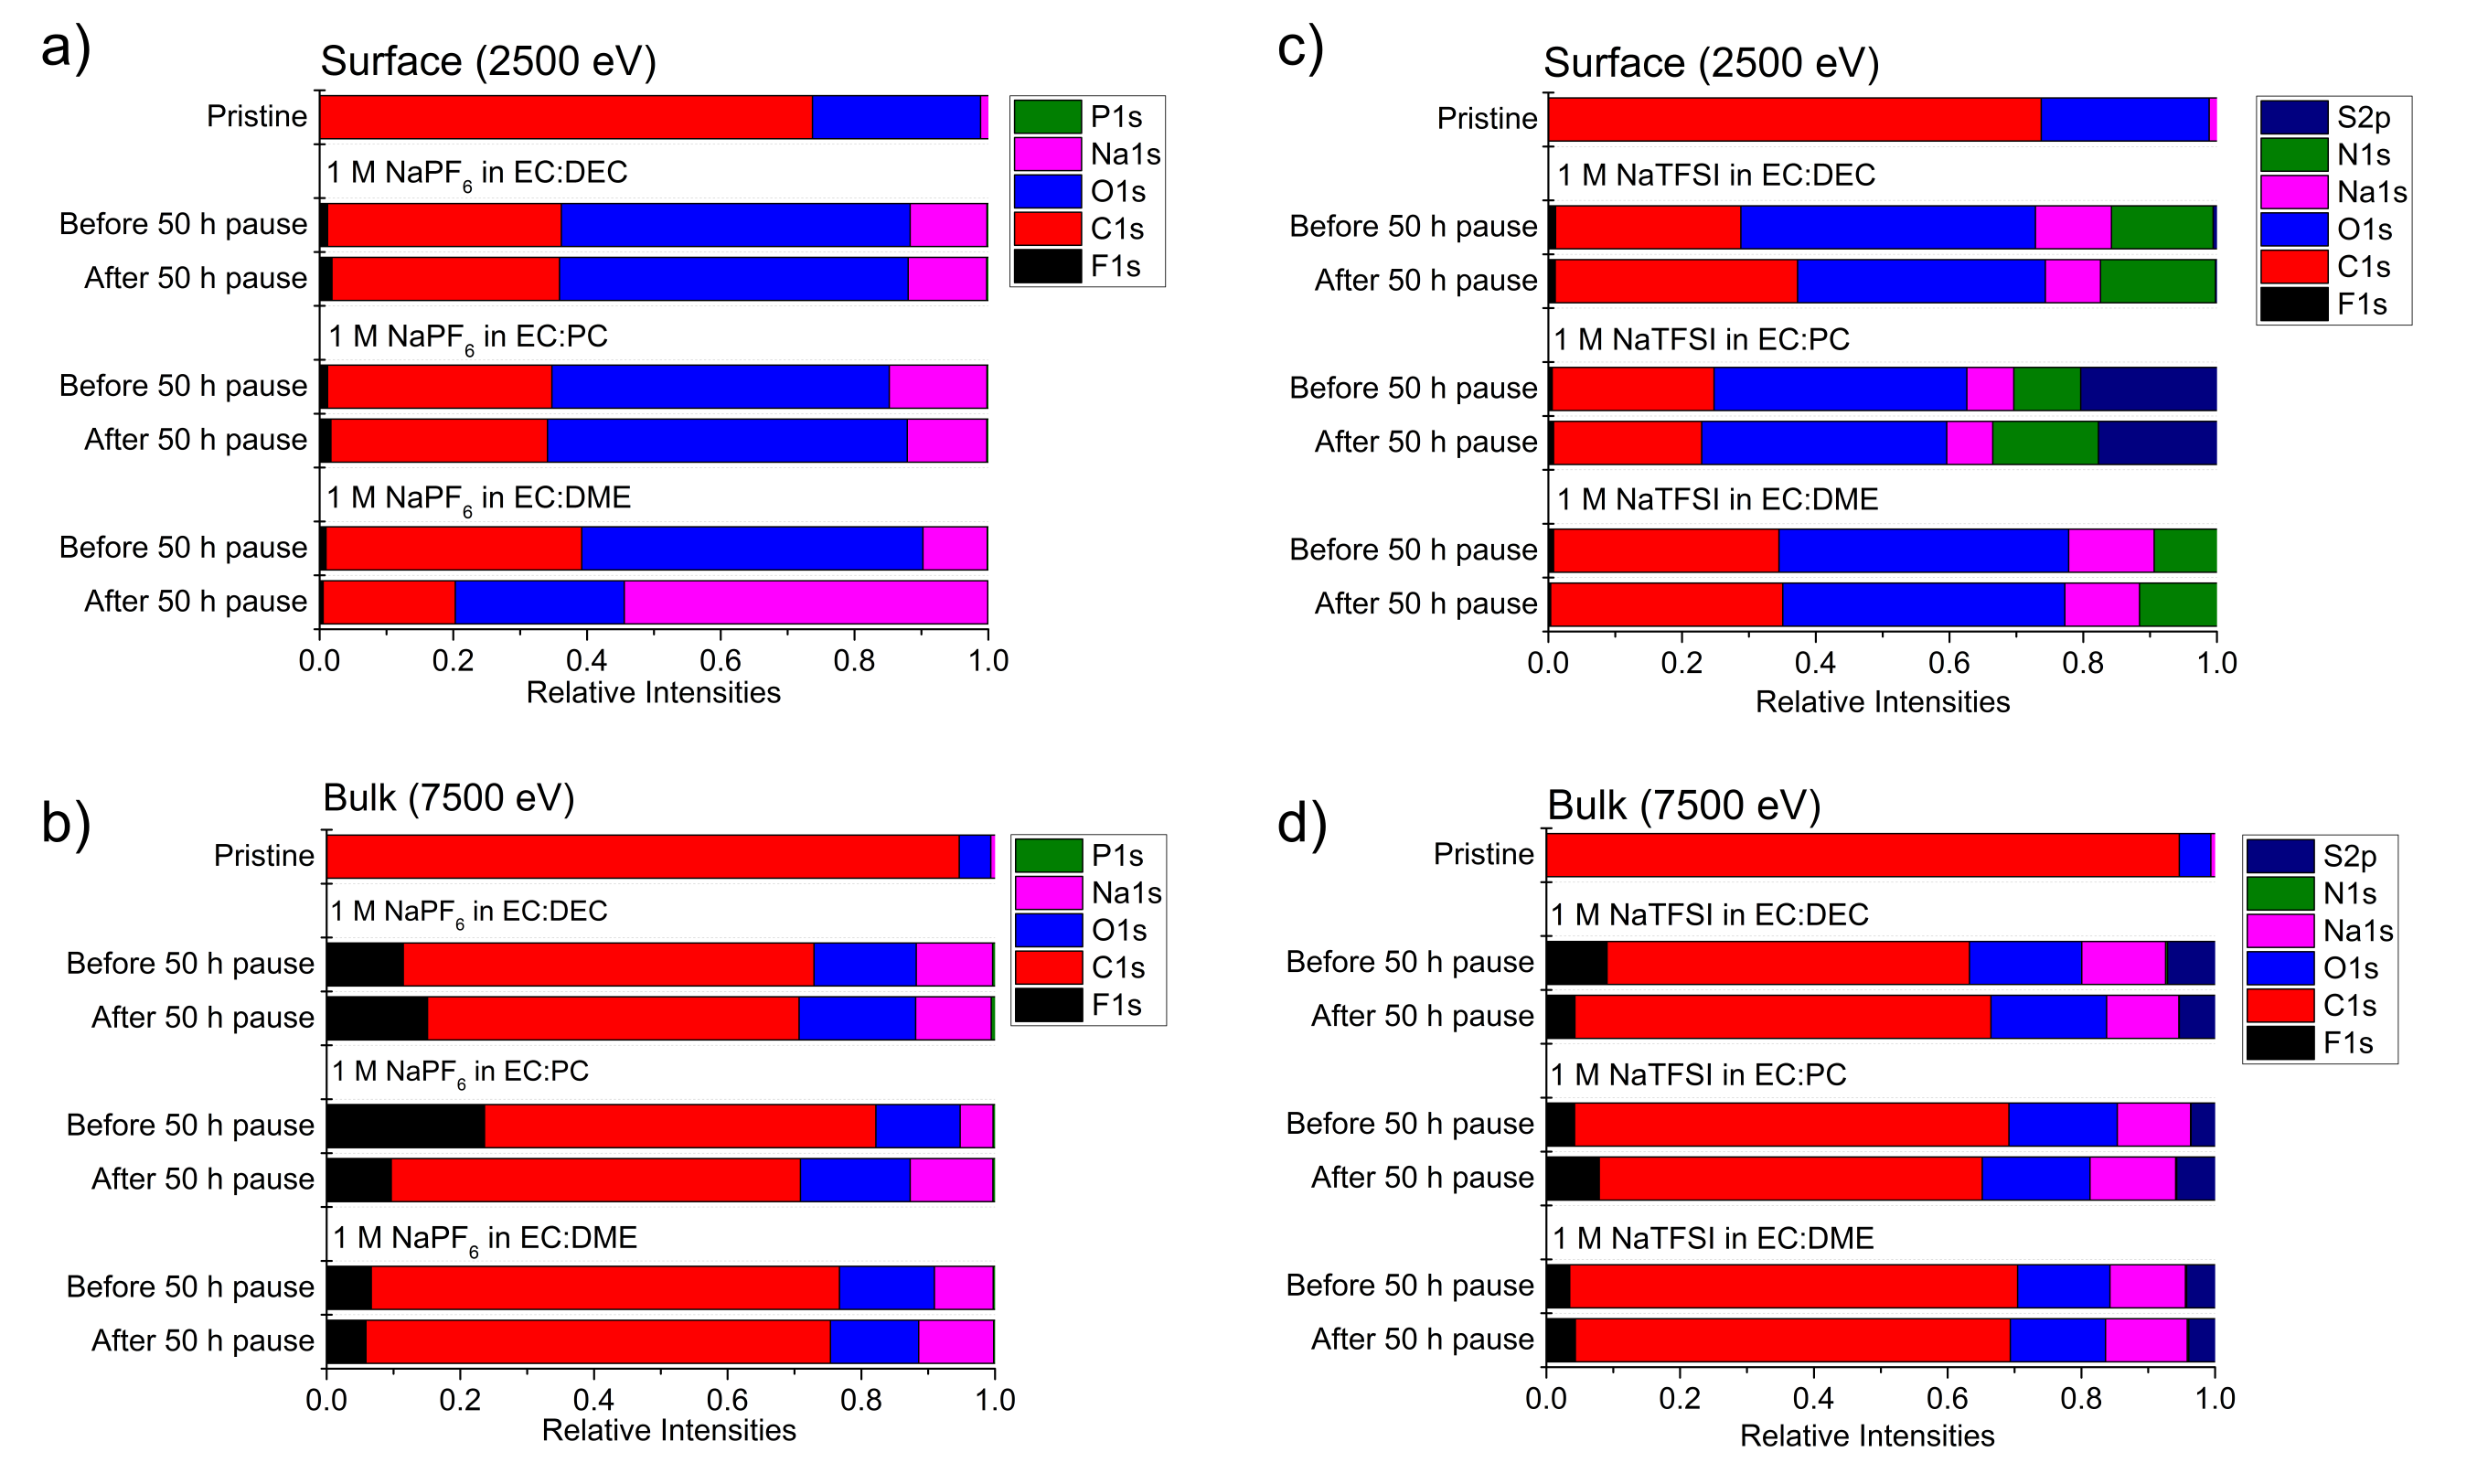 a)
Surface (2500 eV)
Pristine
1 M NaPF6 in EC:DEC
Before 50 h pause
After 50 h pause
1 M NaPF6 in EC:PC
Before 50 h pause
After 50 h pause
1 M NaPF6 in EC:DME
Before 50 h pause
After 50 h pause
0.0 0.2 0.4 0.6 0.8 1.0
Relative Intensities
P1s
Na1s
O1s
C1s
F1s
c)
Surface (2500 eV)
Pristine
1 M NaTFSI in EC:DEC
Before 50 h pause
After 50 h pause
1 M NaTFSI in EC:PC
Before 50 h pause
After 50 h pause
1 M NaTFSI in EC:DME
Before 50 h pause
After 50 h pause
0.0 0.2 0.4 0.6 0.8 1.0
Relative Intensities
S2p
N1s
Na1s
O1s
C1s
F1s
b)
Bulk (7500 eV)
Pristine
1 M NaPF6 in EC:DEC
Before 50 h pause
After 50 h pause
1 M NaPF6 in EC:PC
Before 50 h pause
After 50 h pause
1 M NaPF6 in EC:DME
Before 50 h pause
After 50 h pause
0.0 0.2 0.4 0.6 0.8 1.0
Relative Intensities
P1s
Na1s
O1s
C1s
F1s
d)
Bulk (7500 eV)
Pristine
1 M NaTFSI in EC:DEC
Before 50 h pause
After 50 h pause
1 M NaTFSI in EC:PC
Before 50 h pause
After 50 h pause
1 M NaTFSI in EC:DME
Before 50 h pause
After 50 h pause
0.0 0.2 0.4 0.6 0.8 1.0
Relative Intensities
S2p
N1s
Na1s
O1s
C1s
F1s